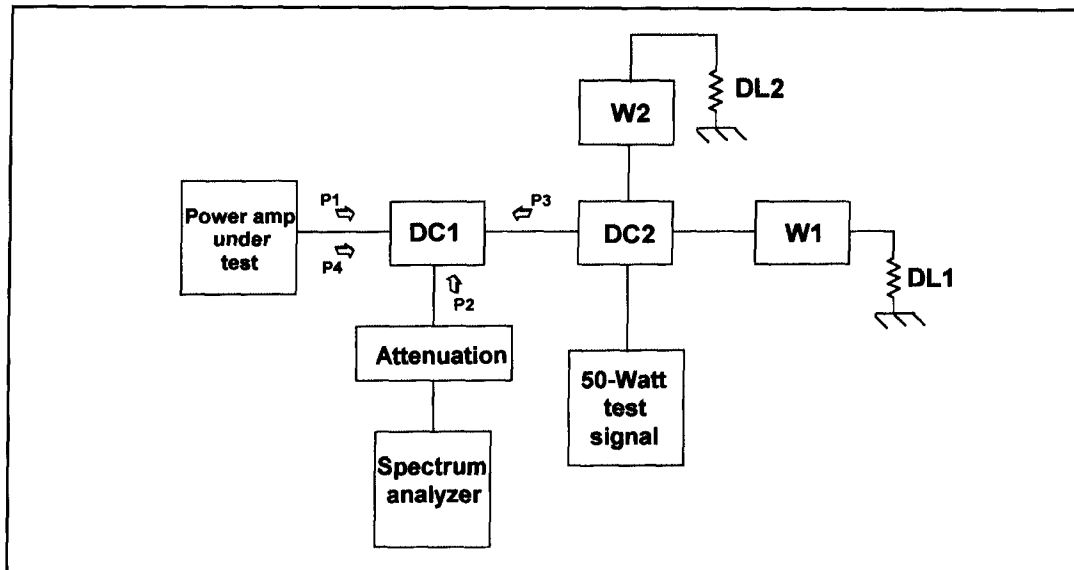 W2
DL2
Power amp
under
test
P1
P4
DC1
P3
DC2
W1
DL1
P2
Attenuation
50-Watt
test
signal
Spectrum
analyzer